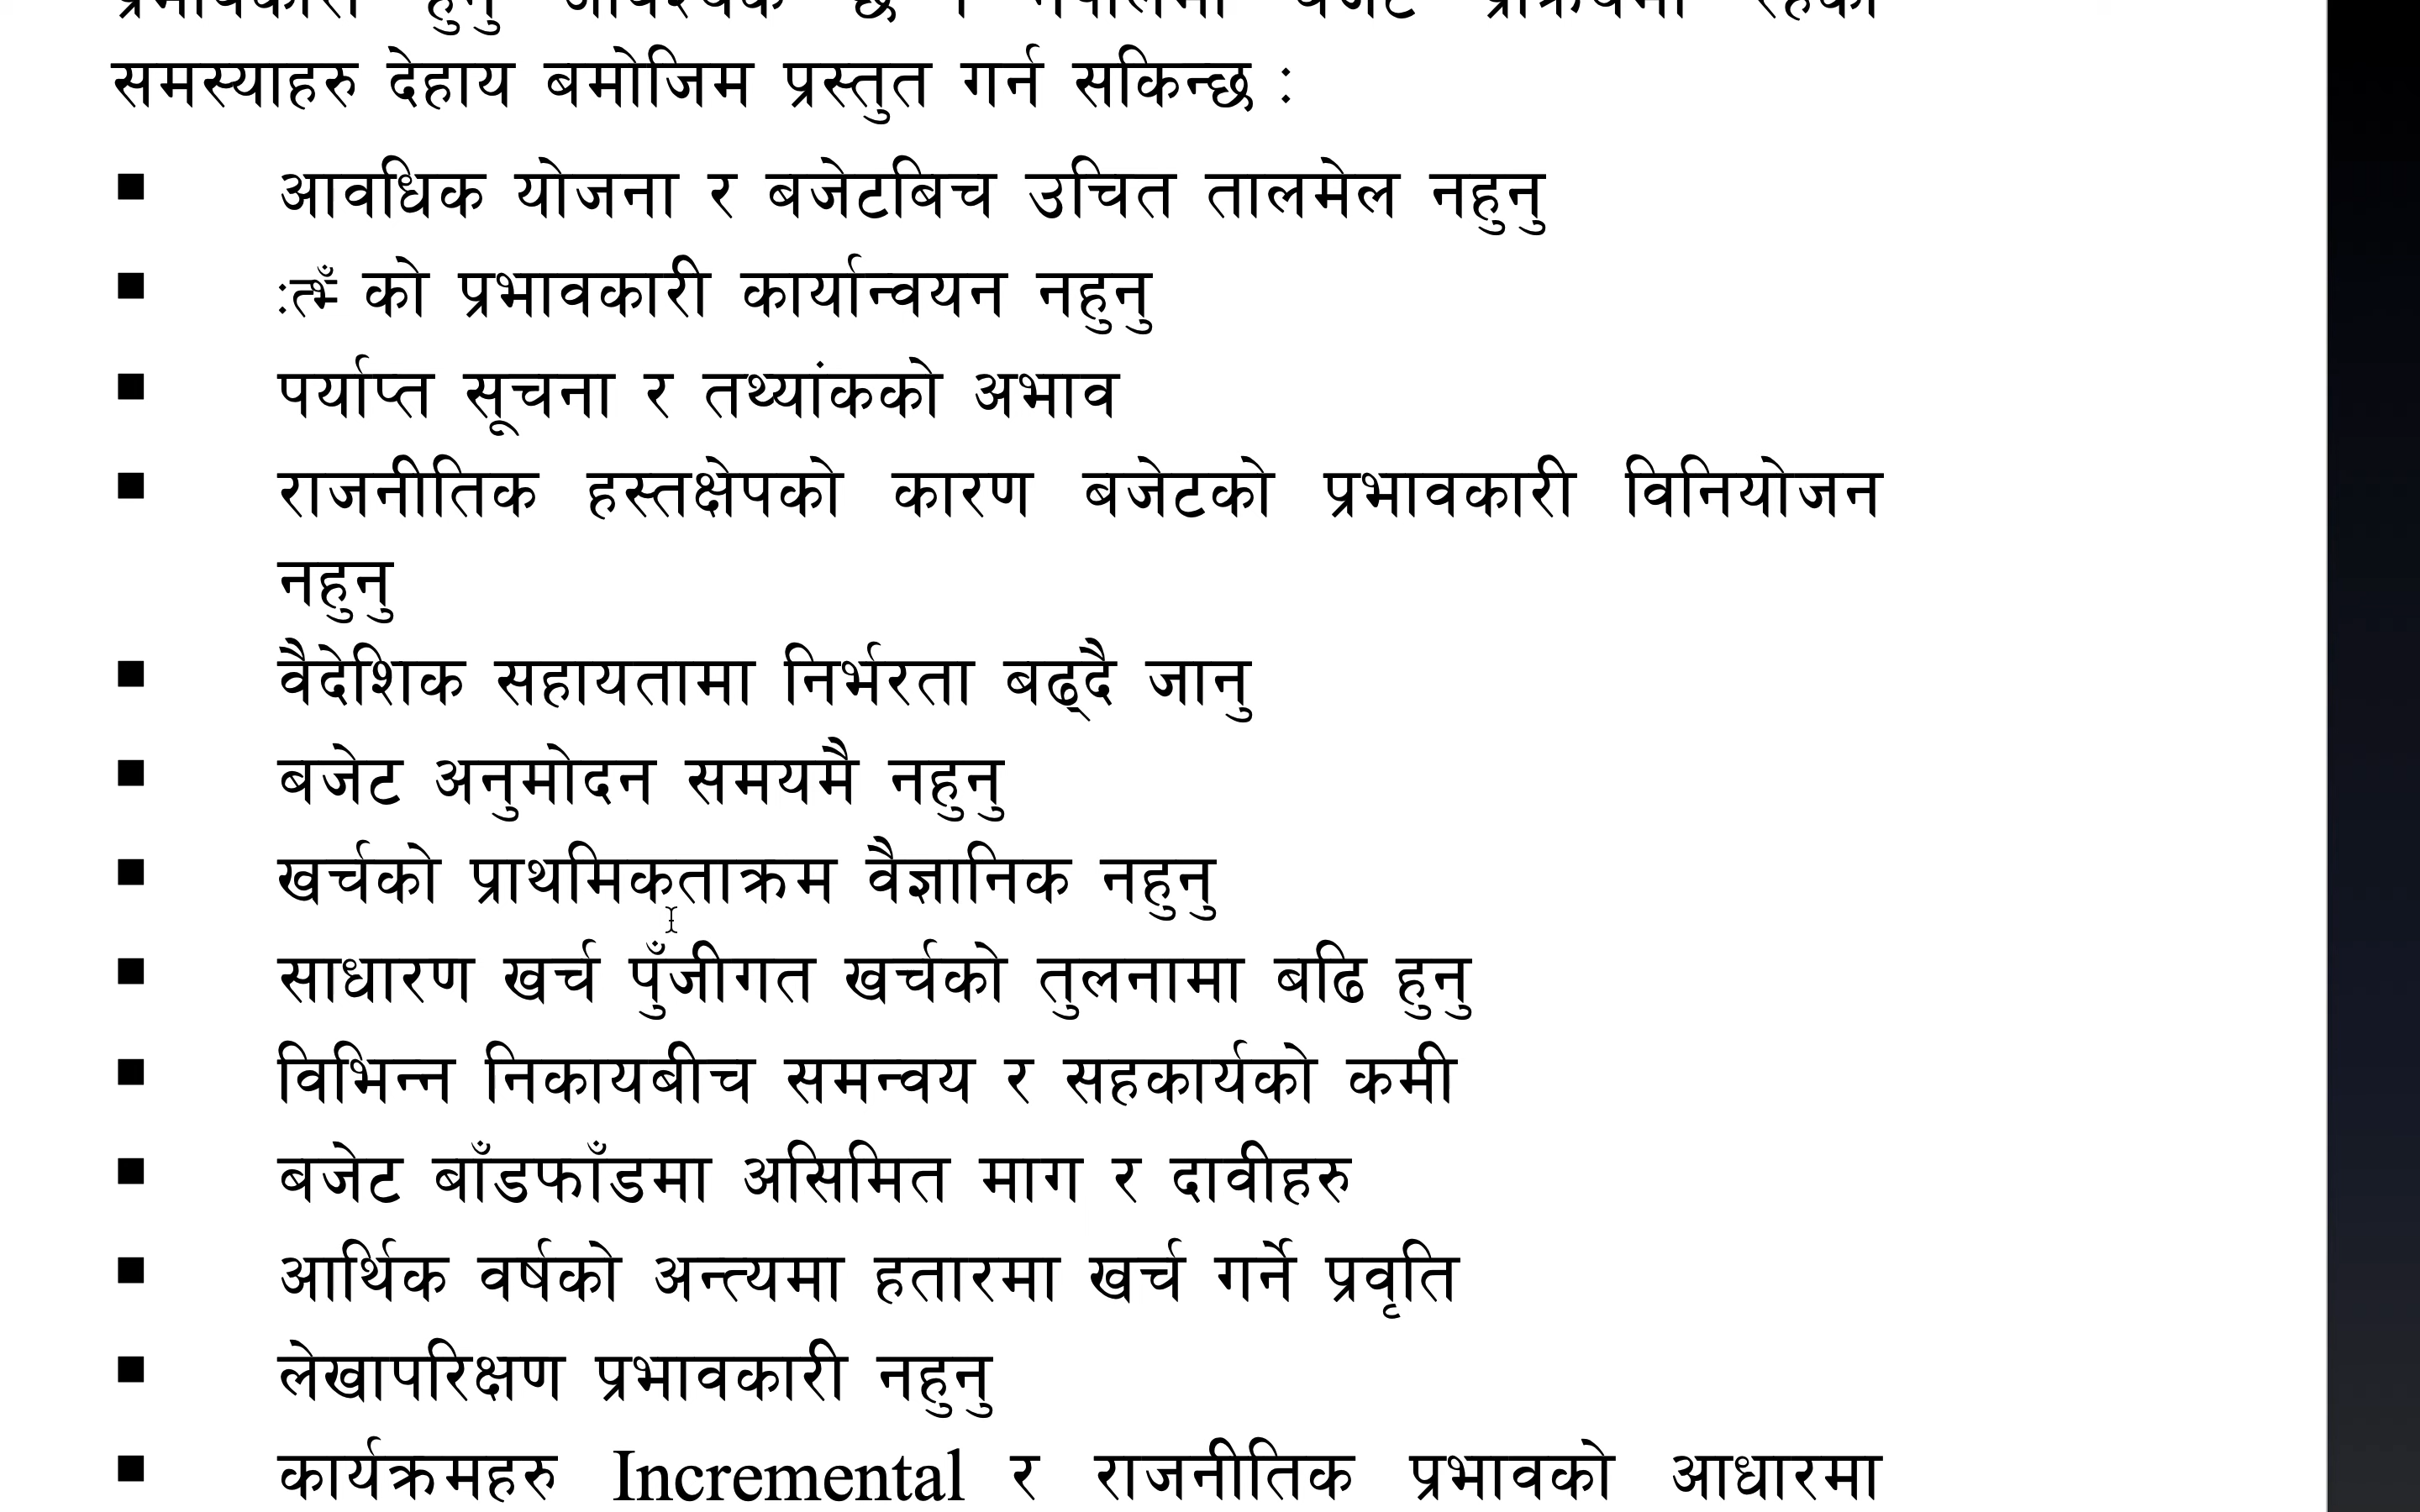 समस्याहरु देहाय बमोजिम प्रस्तुत गर्न सकिन्छ :
■ आवधिक योजना र बजेटबिच उचित तालमेल नहुनु
■ को प्रभावकारी कार्यान्वयन नहुनु
■ पर्याप्त सूचना र तथ्यांकको अभाव
■ राजनीतिक हस्तक्षेपको कारण बजेटको प्रभावकारी विनियोजन
नहुनु
■ वैदेशिक सहायतामा निर्भरता बढ्दै जानु
■ बजेट अनुमोदन समयमै नहुनु
■ खर्चको प्राथमिकताक्रम वैज्ञानिक नहुनु
■ साधारण खर्च पुँजीगत खर्चको तुलनामा बढि हुनु
■ विभिन्न निकायबीच समन्वय र सहकार्यको कमी
■ बजेट बाँडफाँडमा असिमित माग र दाबीहरु
■ आर्थिक वर्षको अन्त्यमा हतारमा खर्च गर्ने प्रवृति
■ लेखापरिक्षण प्रभावकारी नहुनु
■ कार्यक्रमहरु Incremental र राजनीतिक प्रभावको आधारमा